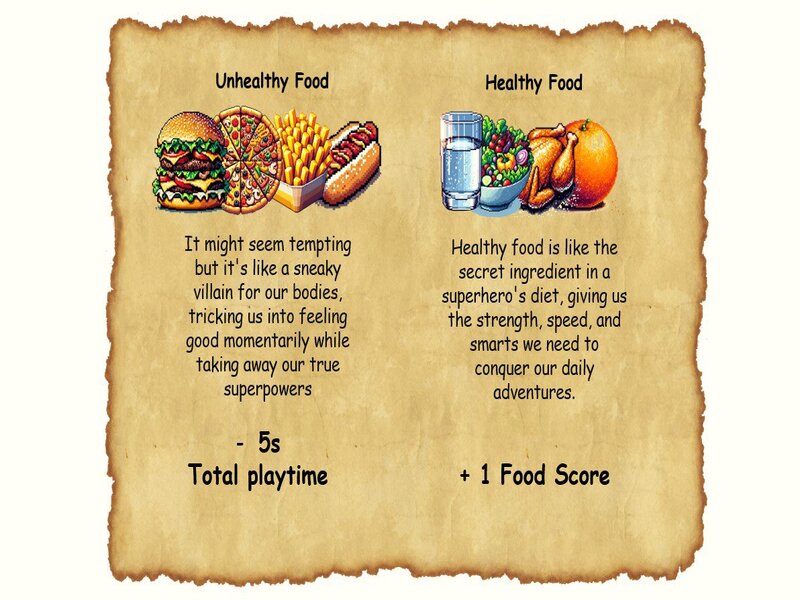 Unhealthy Food
It might seem tempting
but it's like a sneaky
villain for our bodies,
tricking us into feeling
good momentarily while
taking away our true
superpowers
- 5s
Total playtime
Healthy Food
Healthy food is like the
secret ingredient in a
superhero's diet, giving us
the strength, speed, and
smarts we need to
conquer our daily
adventures.
+ 1 Food Score